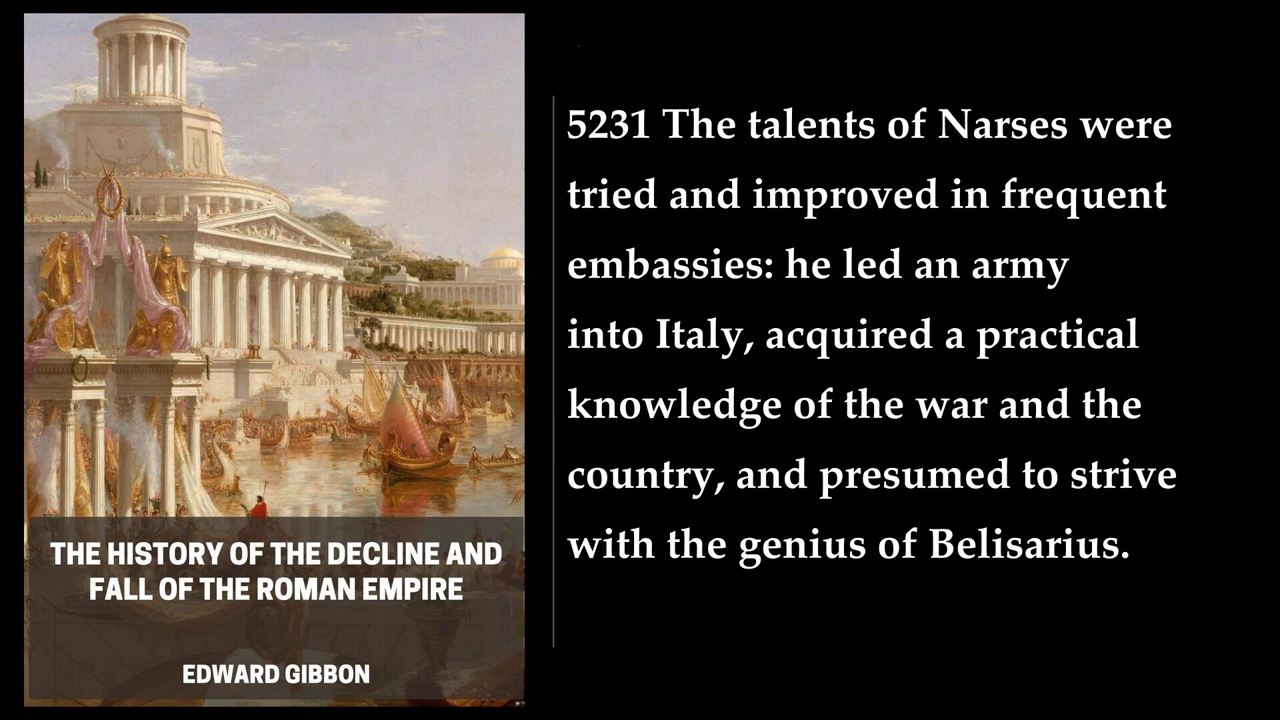 THE HISTORY OF THE DECLINE AND
FALL OF THE ROMAN EMPIRE
EDWARD GIBBON
5231 The talents of Narses were
tried and improved in frequent
embassies: he led an army
into Italy, acquired a practical
knowledge of the war and the
country, and presumed to strive
with the genius of Belisarius.